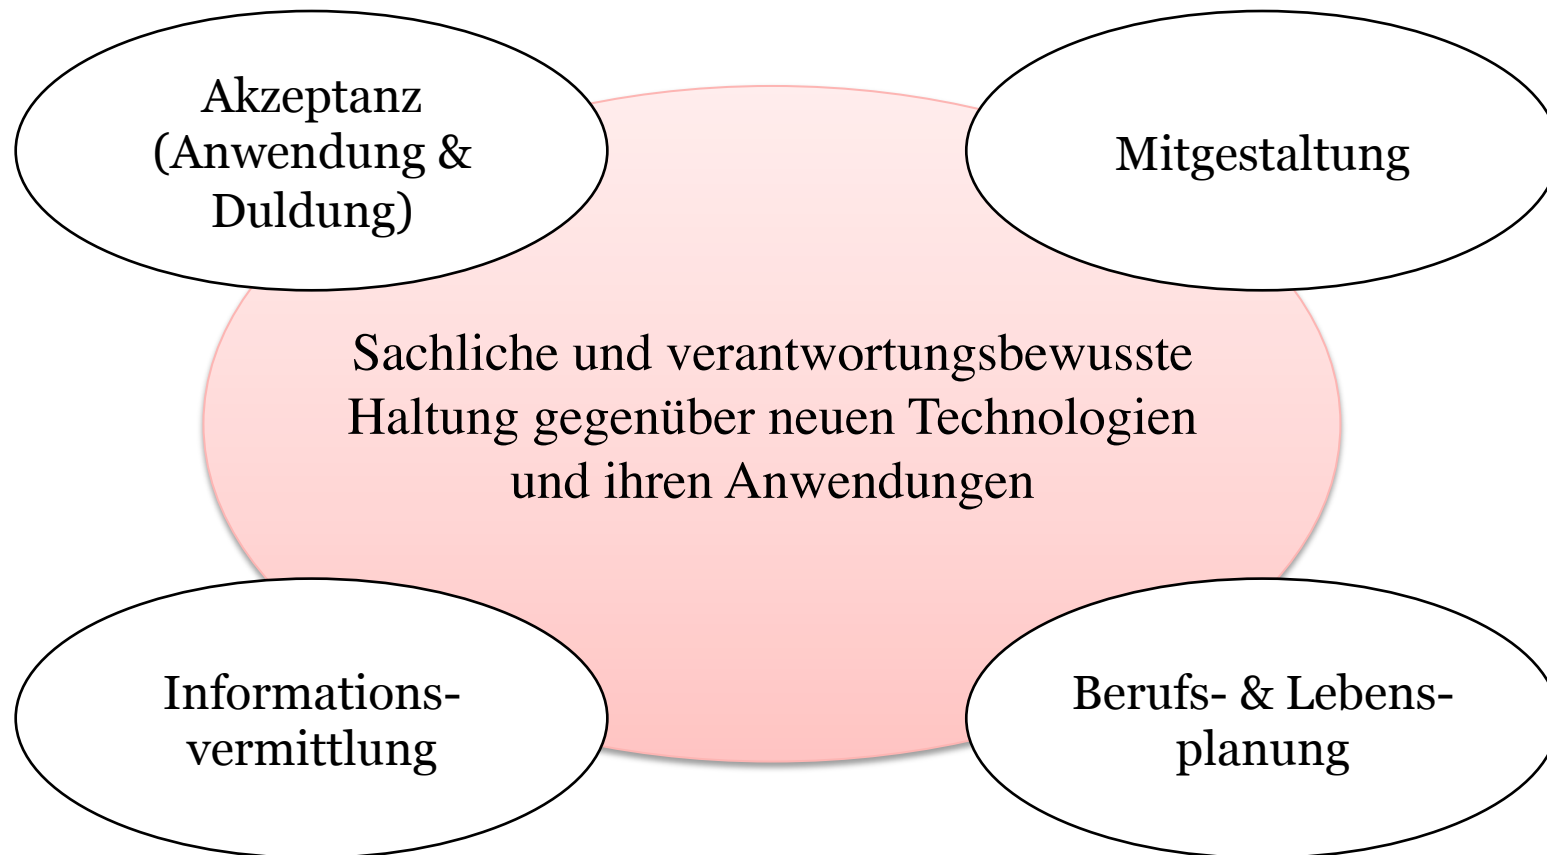 Akzeptanz
(Anwendung &
Duldung)
Mitgestaltung
Sachliche und verantwortungsbewusste
Haltung gegenüber neuen Technologien
und ihren Anwendungen
Informations-
vermittlung
Berufs- & Lebens-
planung